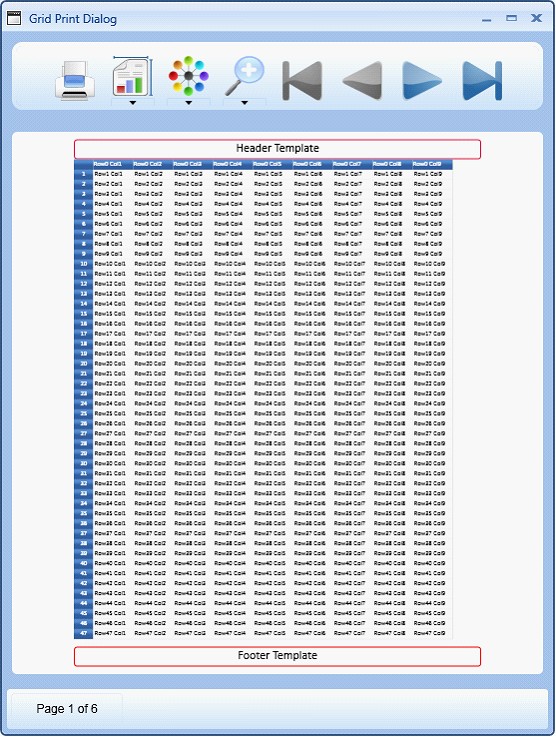 Grid Print Dialog
Header Template
Row0 Col1 Row0 Col2 Row0 Col3 Row0 Col4 Row0 Col5 Row0 Col6 Row0 Col7 Row0 Col8 Row0 Col9
1 Row1 Col1 Row1 Col2 Row1 Col3 Row1 Col4 Row1 Col5 Row1 Col6 Row1 Col7 Row1 Col8 Row1 Col9
2 Row2 Col1 Row2 Col2 Row2 Col3 Row2 Col4 Row2 Col5 Row2 Col6 Row2 Col7 Row2 Col8 Row2 Col9
3 Row3 Col1 Row3 Col2 Row3 Col3 Row3 Col4 Row3 Col5 Row3 Col6 Row3 Col7 Row3 Col8 Row3 Col9
4 Row4 Col1 Row4 Col2 Row4 Col3 Row4 Col4 Row4 Col5 Row4 Col6 Row4 Col7 Row4 Col8 Row4 Col9
5 Row5 Col1 Row5 Col2 Row5 Col3 Row5 Col4 Row5 Col5 Row5 Col6 Row5 Col7 Row5 Col8 Row5 Col9
6 Row6 Col1 Row6 Col2 Row6 Col3 Row6 Col4 Row6 Col5 Row6 Col6 Row6 Col7 Row6 Col8 Row6 Col9
7 Row7 Col1 Row7 Col2 Row7 Col3 Row7 Col4 Row7 Col5 Row7 Col6 Row7 Col7 Row7 Col8 Row7 Col9
8 Row8 Col1 Row8 Col2 Row8 Col3 Row8 Col4 Row8 Col5 Row8 Col6 Row8 Col7 Row8 Col8 Row8 Col9
9 Row9 Col1 Row9 Col2 Row9 Col3 Row9 Col4 Row9 Col5 Row9 Col6 Row9 Col7 Row9 Col8 Row9 Col9
10 Row10 Col1 Row10 Col2 Row10 Col3 Row10 Col4 Row10 Col5 Row10 Col6 Row10 Col7 Row10 Col8 Row10 Col9
11 Row11 Col1 Row11 Col2 Row11 Col3 Row11 Col4 Row11 Col5 Row11 Col6 Row11 Col7 Row11 Col8 Row11 Col9
12 Row12 Col1 Row12 Col2 Row12 Col3 Row12 Col4 Row12 Col5 Row12 Col6 Row12 Col7 Row12 Col8 Row12 Col9
13 Row13 Col1 Row13 Col2 Row13 Col3 Row13 Col4 Row13 Col5 Row13 Col6 Row13 Col7 Row13 Col8 Row13 Col9
14 Row14 Col1 Row14 Col2 Row14 Col3 Row14 Col4 Row14 Col5 Row14 Col6 Row14 Col7 Row14 Col8 Row14 Col9
15 Row15 Col1 Row15 Col2 Row15 Col3 Row15 Col4 Row15 Col5 Row15 Col6 Row15 Col7 Row15 Col8 Row15 Col9
16 Row16 Col1 Row16 Col2 Row16 Col3 Row16 Col4 Row16 Col5 Row16 Col6 Row16 Col7 Row16 Col8 Row16 Col9
17 Row17 Col1 Row17 Col2 Row17 Col3 Row17 Col4 Row17 Col5 Row17 Col6 Row17 Col7 Row17 Col8 Row17 Col9
18 Row18 Col1 Row18 Col2 Row18 Col3 Row18 Col4 Row18 Col5 Row18 Col6 Row18 Col7 Row18 Col8 Row18 Col9
19 Row19 Col1 Row19 Col2 Row19 Col3 Row19 Col4 Row19 Col5 Row19 Col6 Row19 Col7 Row19 Col8 Row19 Col9
20 Row20 Col1 Row20 Col2 Row20 Col3 Row20 Col4 Row20 Col5 Row20 Col6 Row20 Col7 Row20 Col8 Row20 Col9
21 Row21 Col1 Row21 Col2 Row21 Col3 Row21 Col4 Row21 Col5 Row21 Col6 Row21 Col7 Row21 Col8 Row21 Col9
22 Row22 Col1 Row22 Col2 Row22 Col3 Row22 Col4 Row22 Col5 Row22 Col6 Row22 Col7 Row22 Col8 Row22 Col9
23 Row23 Col1 Row23 Col2 Row23 Col3 Row23 Col4 Row23 Col5 Row23 Col6 Row23 Col7 Row23 Col8 Row23 Col9
24 Row24 Col1 Row24 Col2 Row24 Col3 Row24 Col4 Row24 Col5 Row24 Col6 Row24 Col7 Row24 Col8 Row24 Col9
25 Row25 Col1 Row25 Col2 Row25 Col3 Row25 Col4 Row25 Col5 Row25 Col6 Row25 Col7 Row25 Col8 Row25 Col9
26 Row26 Col1 Row26 Col2 Row26 Col3 Row26 Col4 Row26 Col5 Row26 Col6 Row26 Col7 Row26 Col8 Row26 Col9
27 Row27 Col1 Row27 Col2 Row27 Col3 Row27 Col4 Row27 Col5 Row27 Col6 Row27 Col7 Row27 Col8 Row27 Col9
28 Row28 Col1 Row28 Col2 Row28 Col3 Row28 Col4 Row28 Col5 Row28 Col6 Row28 Col7 Row28 Col8 Row28 Col9
29 Row29 Col1 Row29 Col2 Row29 Col3 Row29 Col4 Row29 Col5 Row29 Col6 Row29 Col7 Row29 Col8 Row29 Col9
30 Row30 Col1 Row30 Col2 Row30 Col3 Row30 Col4 Row30 Col5 Row30 Col6 Row30 Col7 Row30 Col8 Row30 Col9
31 Row31 Col1 Row31 Col2 Row31 Col3 Row31 Col4 Row31 Col5 Row31 Col6 Row31 Col7 Row31 Col8 Row31 Col9
32 Row32 Col1 Row32 Col2 Row32 Col3 Row32 Col4 Row32 Col5 Row32 Col6 Row32 Col7 Row32 Col8 Row32 Col9
33 Row33 Col1 Row33 Col2 Row33 Col3 Row33 Col4 Row33 Col5 Row33 Col6 Row33 Col7 Row33 Col8 Row33 Col9
34 Row34 Col1 Row34 Col2 Row34 Col3 Row34 Col4 Row34 Col5 Row34 Col6 Row34 Col7 Row34 Col8 Row34 Col9
35 Row35 Col1 Row35 Col2 Row35 Col3 Row35 Col4 Row35 Col5 Row35 Col6 Row35 Col7 Row35 Col8 Row35 Col9
36 Row36 Col1 Row36 Col2 Row36 Col3 Row36 Col4 Row36 Col5 Row36 Col6 Row36 Col7 Row36 Col8 Row36 Col9
37 Row37 Col1 Row37 Col2 Row37 Col3 Row37 Col4 Row37 Col5 Row37 Col6 Row37 Col7 Row37 Col8 Row37 Col9
38 Row38 Col1 Row38 Col2 Row38 Col3 Row38 Col4 Row38 Col5 Row38 Col6 Row38 Col7 Row38 Col8 Row38 Col9
39 Row39 Col1 Row39 Col2 Row39 Col3 Row39 Col4 Row39 Col5 Row39 Col6 Row39 Col7 Row39 Col8 Row39 Col9
40 Row40 Col1 Row40 Col2 Row40 Col3 Row40 Col4 Row40 Col5 Row40 Col6 Row40 Col7 Row40 Col8 Row40 Col9
41 Row41 Col1 Row41 Col2 Row41 Col3 Row41 Col4 Row41 Col5 Row41 Col6 Row41 Col7 Row41 Col8 Row41 Col9
42 Row42 Col1 Row42 Col2 Row42 Col3 Row42 Col4 Row42 Col5 Row42 Col6 Row42 Col7 Row42 Col8 Row42 Col9
43 Row43 Col1 Row43 Col2 Row43 Col3 Row43 Col4 Row43 Col5 Row43 Col6 Row43 Col7 Row43 Col8 Row43 Col9
44 Row44 Col1 Row44 Col2 Row44 Col3 Row44 Col4 Row44 Col5 Row44 Col6 Row44 Col7 Row44 Col8 Row44 Col9
45 Row45 Col1 Row45 Col2 Row45 Col3 Row45 Col4 Row45 Col5 Row45 Col6 Row45 Col7 Row45 Col8 Row45 Col9
46 Row46 Col1 Row46 Col2 Row46 Col3 Row46 Col4 Row46 Col5 Row46 Col6 Row46 Col7 Row46 Col8 Row46 Col9
47 Row47 Col1 Row47 Col2 Row47 Col3 Row47 Col4 Row47 Col5 Row47 Col6 Row47 Col7 Row47 Col8 Row47 Col9
Footer Template
Page 1 of 6